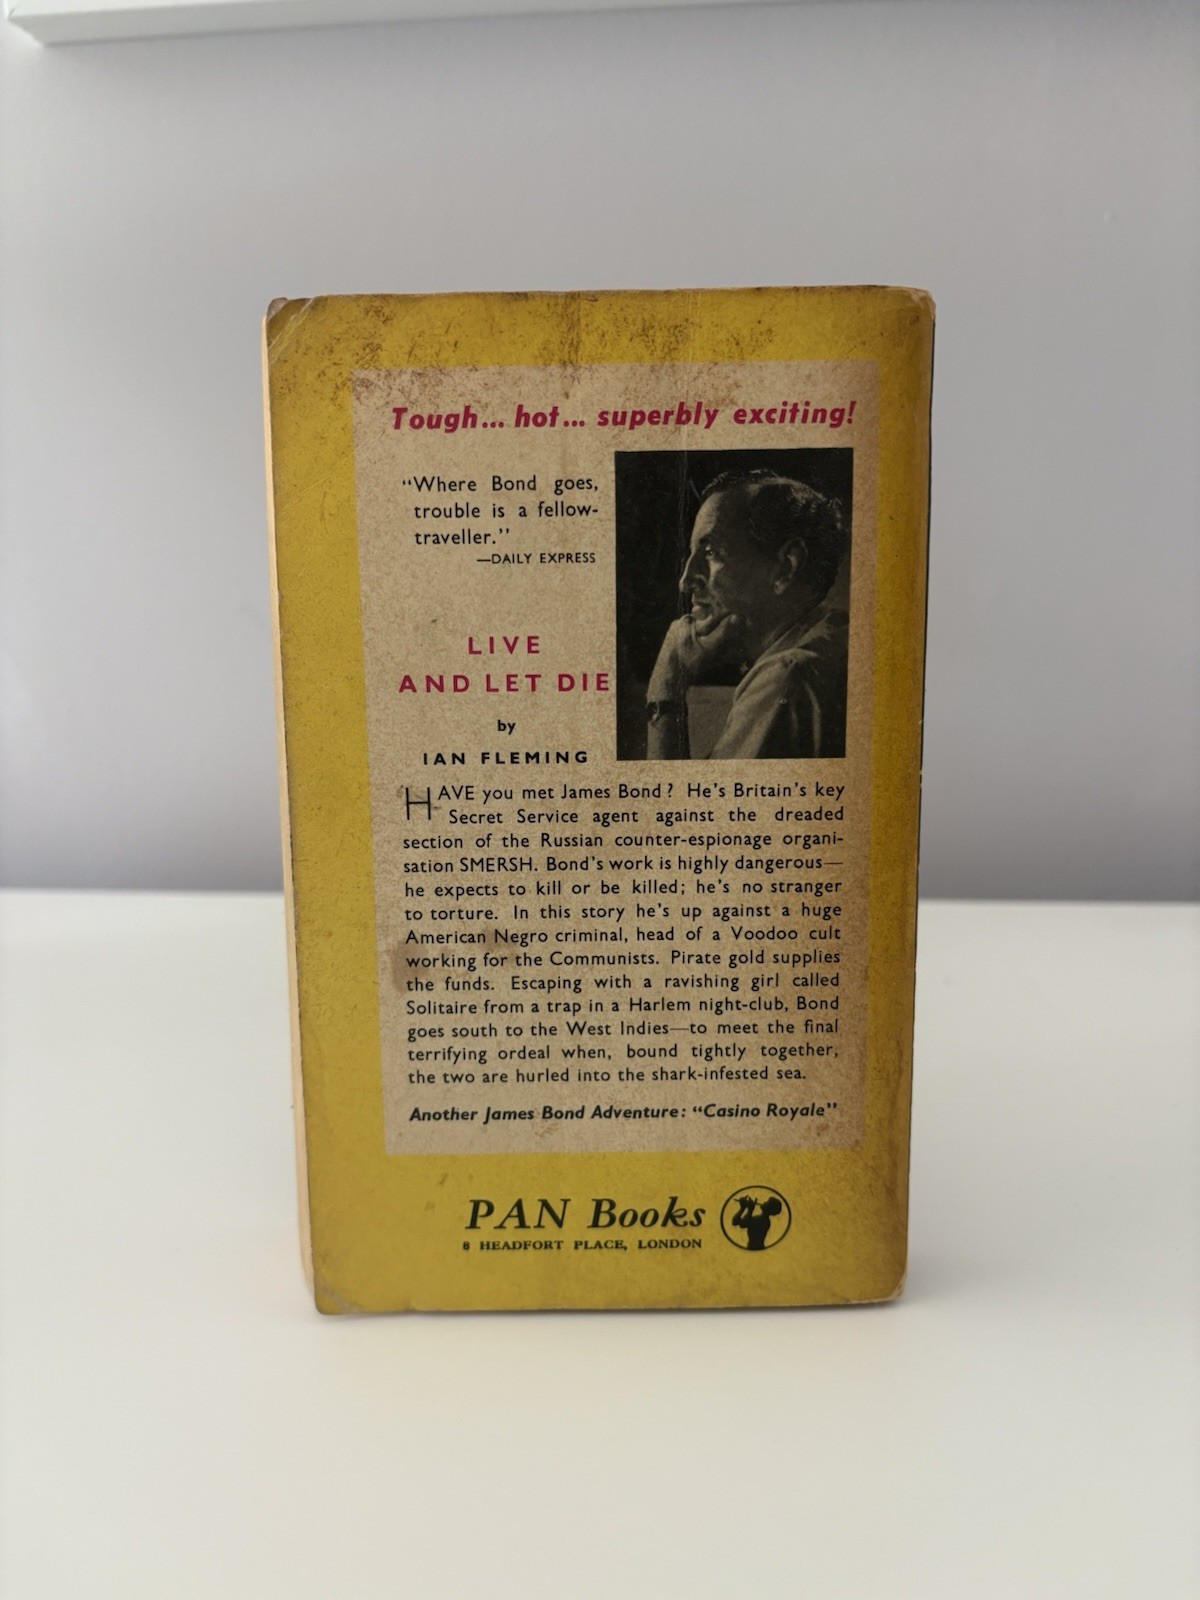 Tough... hot... superbly exciting!
“Where Bond goes,
trouble is a fellow-
traveller.”
—DAILY EXPRESS
LIVE
AND LET DIE
by
IAN FLEMING
HAVE you met James Bond? He's Britain's key
Secret Service agent against the dreaded
section of the Russian counter-espionage organi-
sation SMERSH. Bond's work is highly dangerous—
he expects to kill or be killed; he's no stranger
to torture. In this story he's up against a huge
American Negro criminal, head of a Voodoo cult
working for the Communists. Pirate gold supplies
the funds. Escaping with a ravishing girl called
Solitaire from a trap in a Harlem night-club, Bond
goes south to the West Indies—to meet the final
terrifying ordeal when, bound tightly together,
the two are hurled into the shark-infested sea.
Another James Bond Adventure: “Casino Royale”
PAN Books
8 HEADFORT PLACE, LONDON